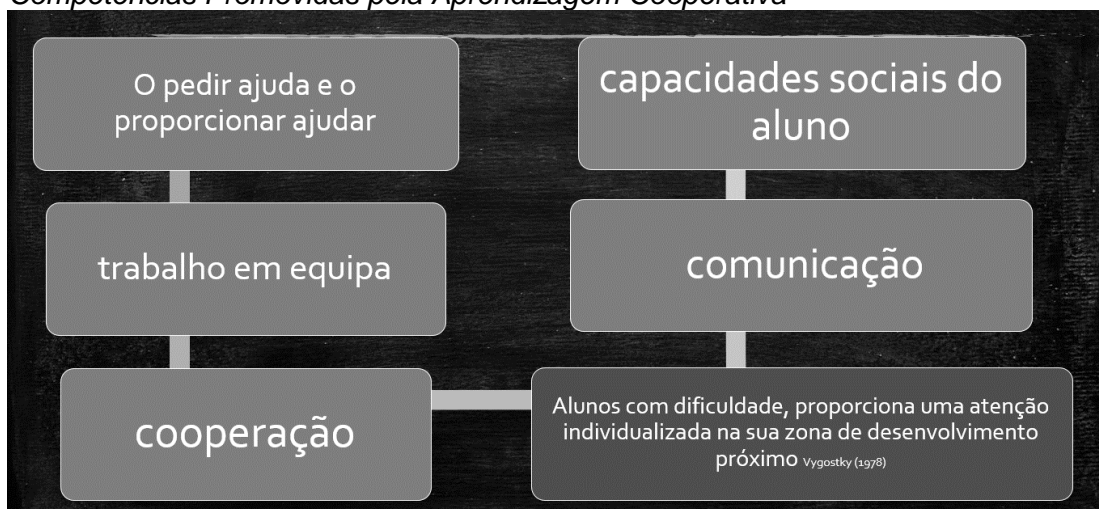 Competências Promovidas pela Aprendizagem Cooperativa
O pedir ajuda e o
proporcionar ajudar
trabalho em equipa
cooperação
Alunos com dificuldade, proporciona uma atenção
individualizada na sua zona de desenvolvimento
próximo Vygostky (1978)
comunicação
capacidades sociais do
aluno